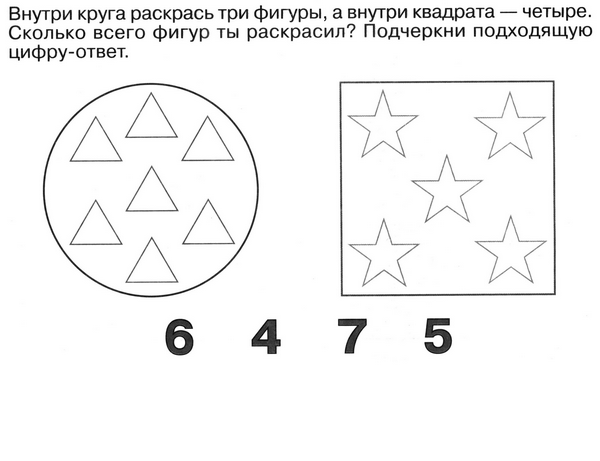 Внутри круга раскрась три фигуры, а внутри квадрата — четыре.
Сколько всего фигур ты раскрасил? Подчеркни подходящую
цифру-ответ.
6 4 7 5